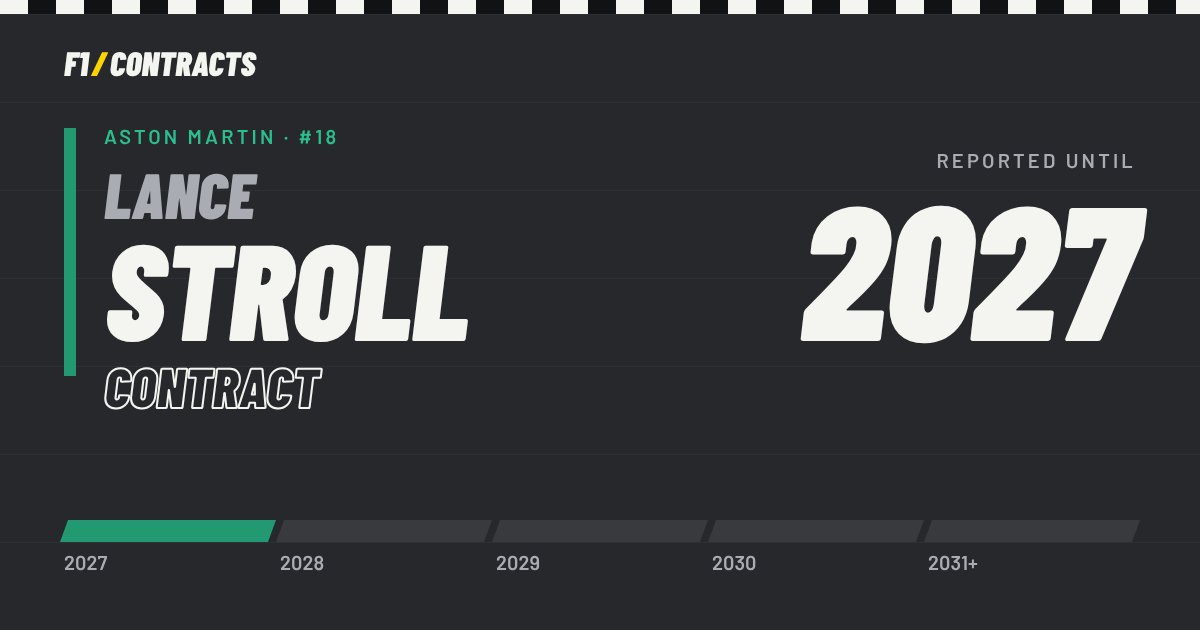 F1/CONTRACTS
ASTON MARTIN · #18
LANCE
STROLL
CONTRACT
REPORTED UNTIL
2027
2027 2028 2029 2030 2031+